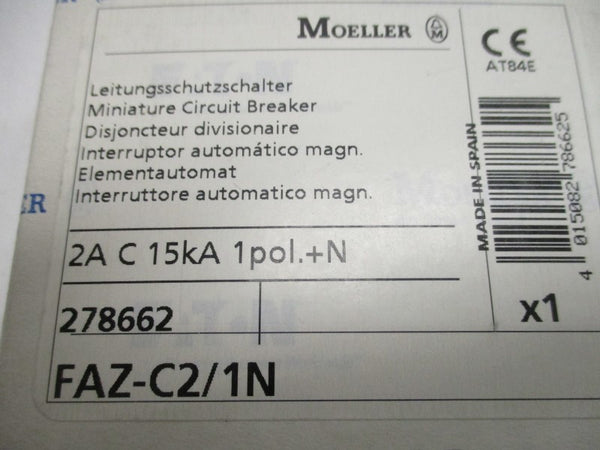 MOELLER
CE
AT84E
Leitungsschutzschalter
Miniature Circuit Breaker
Disjoncteur divisionaire
Interruptor automático magn.
Elementautomat
Interruttore automatico magn.
ER
2A C 15kA 1pol.+N
MADE IN SPAIN
4 015082 786625
278662
x1
FAZ-C2/1N